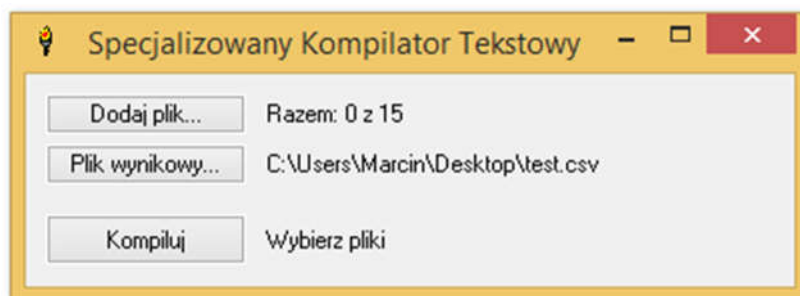 Specjalizowany Kompilator Tekstowy
Dodaj plik... Razem: 0 z 15
Plik wynikowy... C:\Users\Marcin\Desktop\test.csv
Kompiluj Wybierz pliki